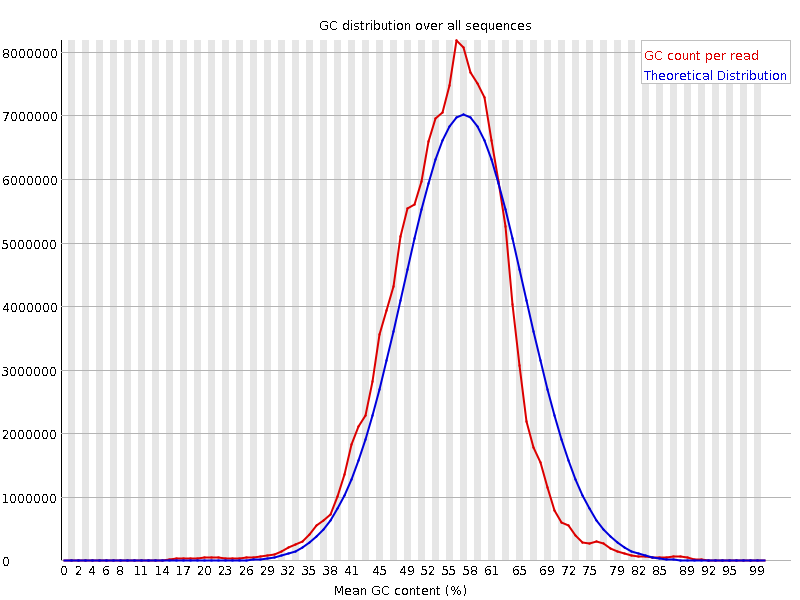 GC distribution over all sequences
GC count per read
Theoretical Distribution
8000000
7000000
6000000
5000000
4000000
3000000
2000000
1000000
0
0 2 4 6 8 11 14 17 20 23 26 29 32 35 38 41 45 49 52 55 58 61 65 69 72 75 79 82 85 89 92 95 99
Mean GC content (%)